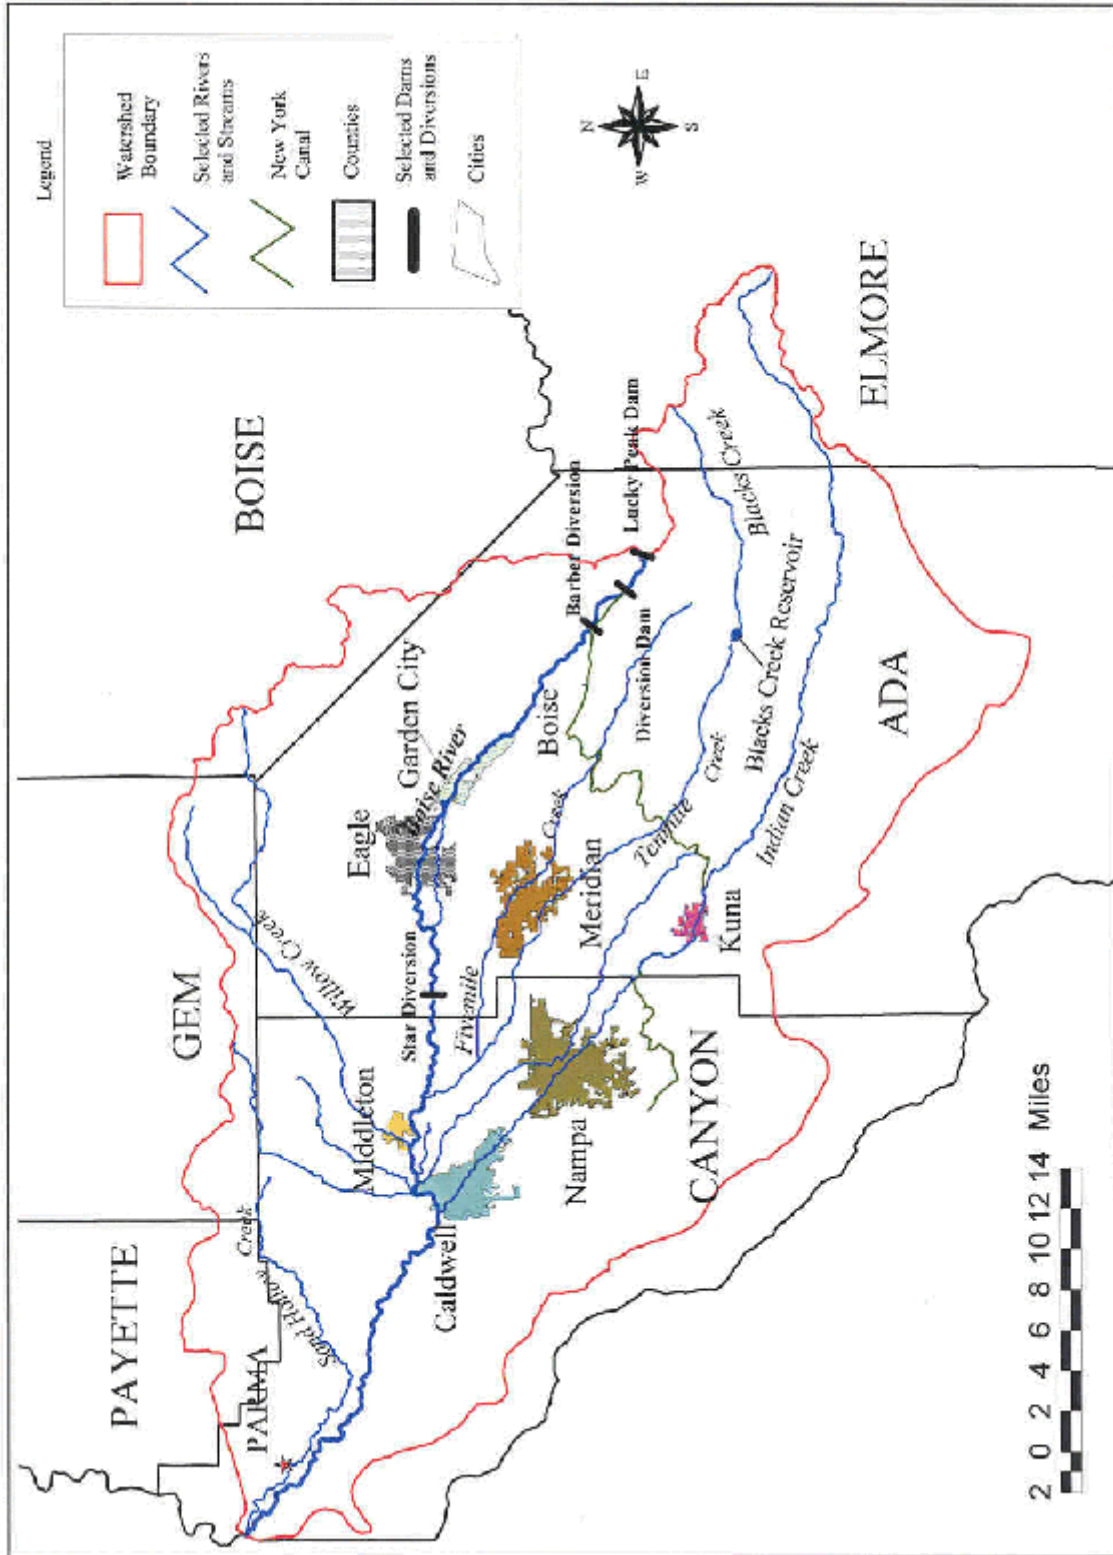 Legend
Watershed
Boundary
Selected Rivers
and Streams
New York
Canal
Counties
Selected Dams
and Diversions
Cities
N
W
E
S
PAYETTE
GEM
BOISE
PARMA
Sand Hollow
Creek
Willow Creek
Middleton
Star Diversion
Eagle
Garden City
Boise River
Barber Diversion
Lucky Peak Dam
Caldwell
Fivemile
Creek
Boise
Diversion Dam
Blacks Creek
Nampa
Meridian
Tenmile
Creek
Blacks Creek Reservoir
Kuna
Indian Creek
CANYON
ADA
ELMORE
2 0 2 4 6 8 10 12 14 Miles